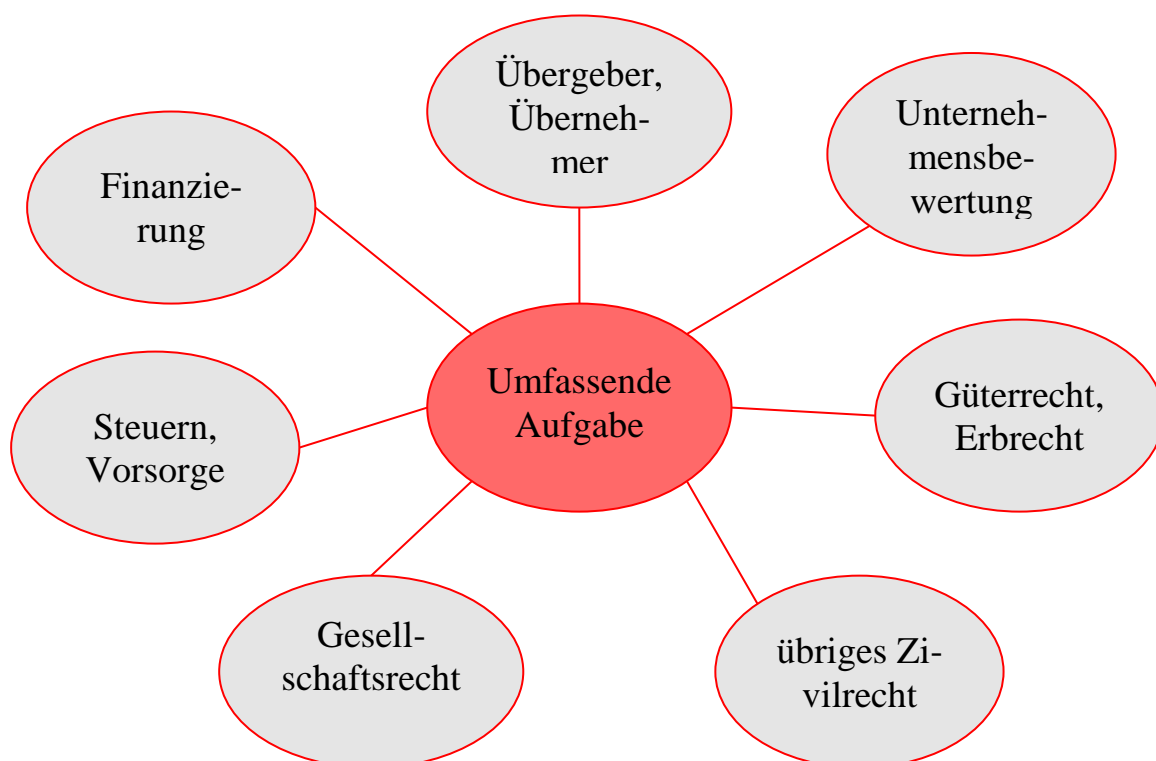 Übergeber,
Überneh-
mer
Unterneh-
mensbe-
wertung
Finanzie-
rung
Umfassende
Aufgabe
Güterrecht,
Erbrecht
Steuern,
Vorsorge
Gesell-
schaftsrecht
übriges Zi-
vilrecht